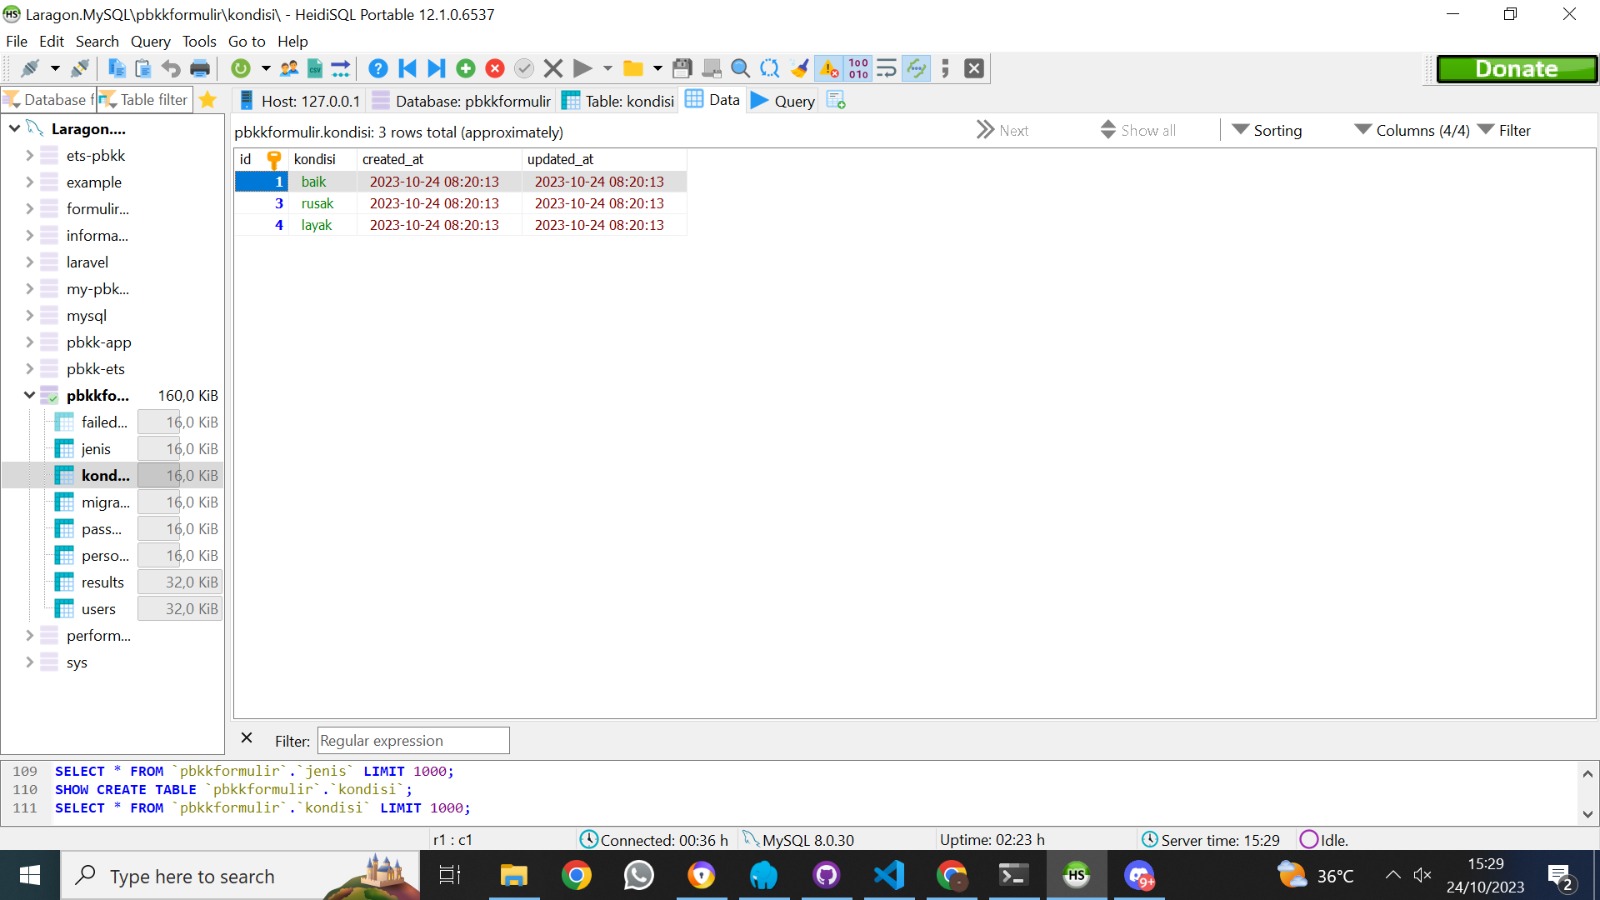 Laragon.MySQL\pbkkformulir\kondisi\ - HeidiSQL Portable 12.1.0.6537
File Edit Search Query Tools Go to Help
Donate
Database f Table filter Host: 127.0.0.1 Database: pbkkformulir Table: kondisi Data Query
pbkkformulir.kondisi: 3 rows total (approximately) Next Show all Sorting Columns (4/4) Filter
id kondisi created_at updated_at
1 baik 2023-10-24 08:20:13 2023-10-24 08:20:13
3 rusak 2023-10-24 08:20:13 2023-10-24 08:20:13
4 layak 2023-10-24 08:20:13 2023-10-24 08:20:13
Laragon....
ets-pbkk
example
formulir...
informa...
laravel
my-pbk...
mysql
pbkk-app
pbkk-ets
pbkkfo... 160,0 KiB
failed... 16,0 KiB
jenis 16,0 KiB
kond... 16,0 KiB
migra... 16,0 KiB
pass... 16,0 KiB
perso... 16,0 KiB
results 32,0 KiB
users 32,0 KiB
perform...
sys
Filter: Regular expression
109 SELECT * FROM `pbkkformulir`.`jenis` LIMIT 1000;
110 SHOW CREATE TABLE `pbkkformulir`.`kondisi`;
111 SELECT * FROM `pbkkformulir`.`kondisi` LIMIT 1000;
r1 : c1 Connected: 00:36 h MySQL 8.0.30 Uptime: 02:23 h Server time: 15:29 Idle.
Type here to search HS 9+ 36°C 15:29 2
24/10/2023